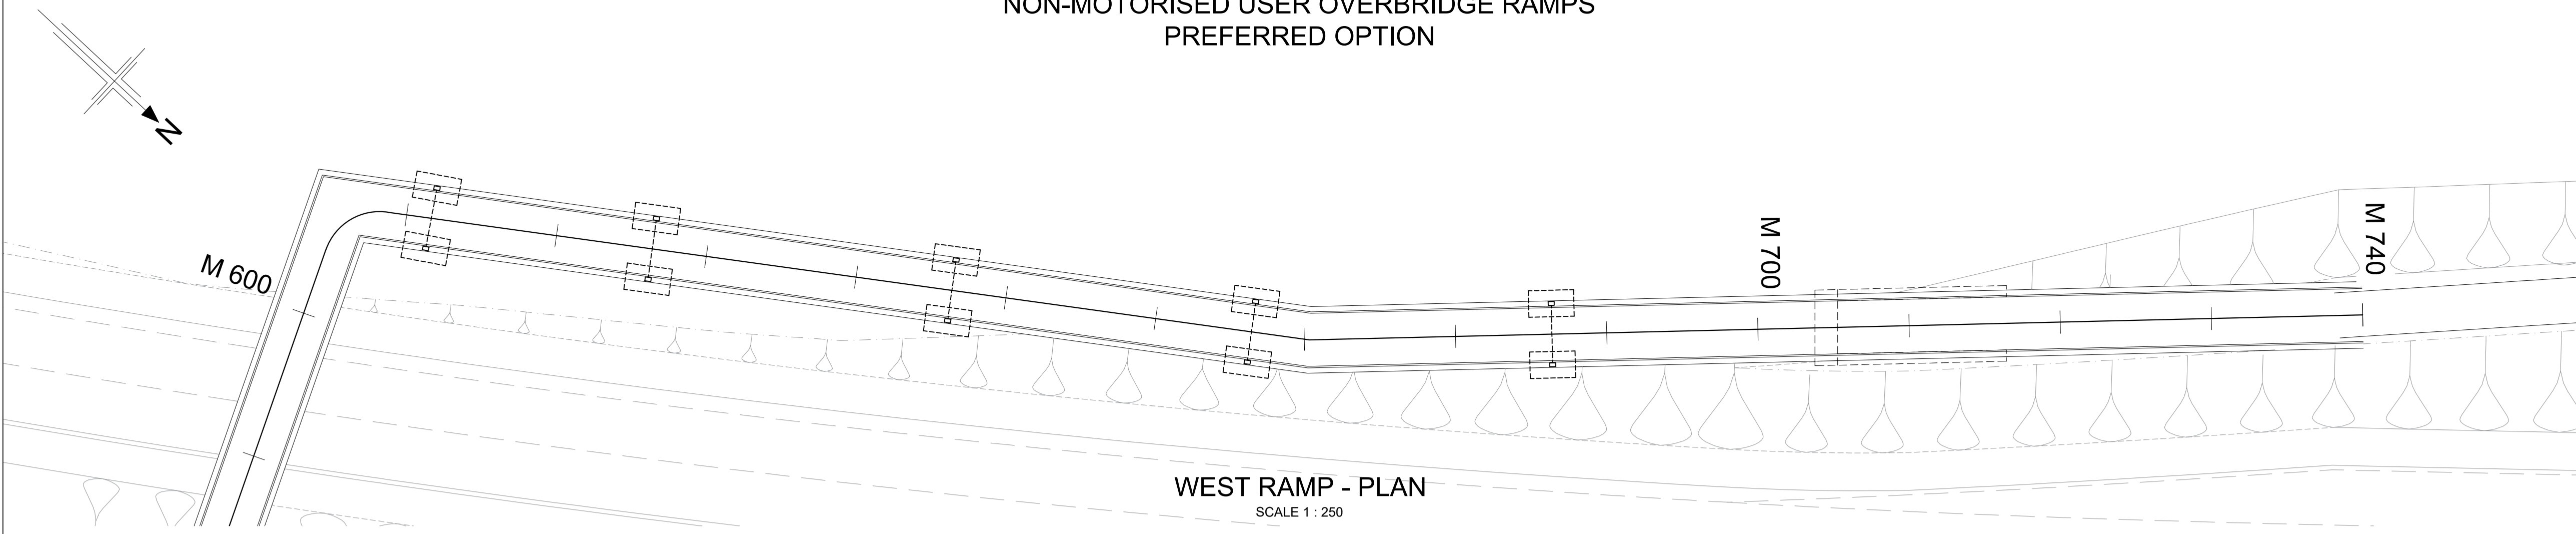 NON-MOTORISED USER OVERBRIDGE RAMPS
PREFERRED OPTION
N
M 600
M 700
M 740
WEST RAMP - PLAN
SCALE 1 : 250